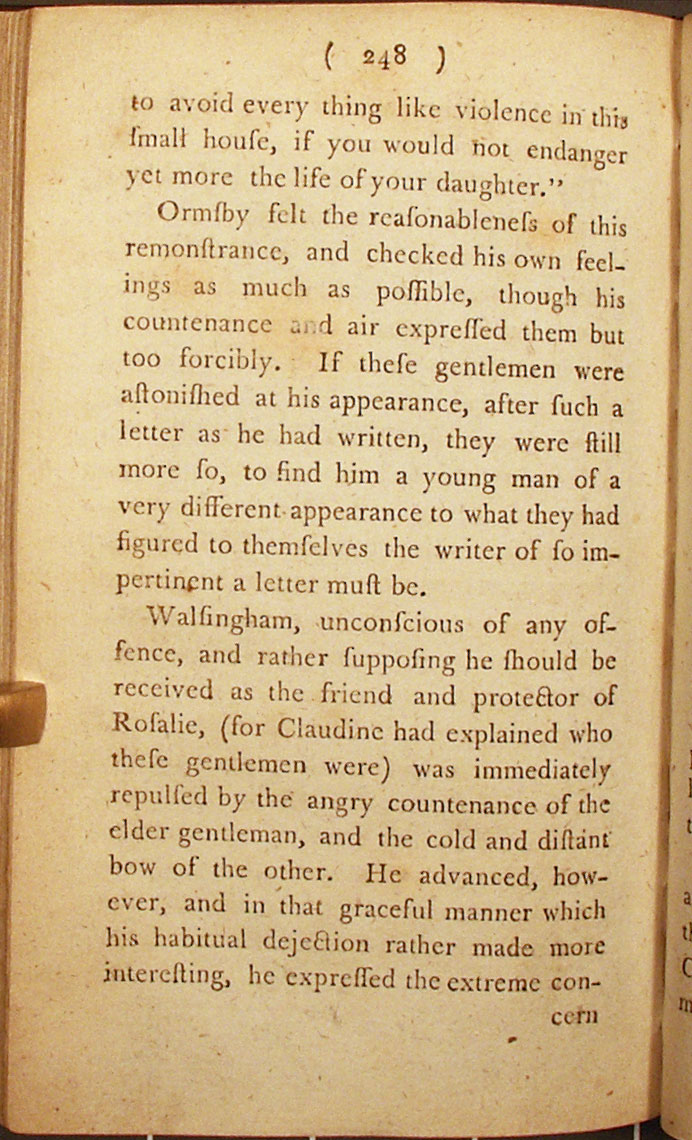 ( 248 )
to avoid every thing like violence in this
ſmall houſe, if you would not endanger
yet more the life of your daughter.”
Ormſby felt the reaſonableneſs of this
remonſtrance, and checked his own feel-
ings as much as poſſible, though his
countenance and air expreſſed them but
too forcibly. If theſe gentlemen were
aſtoniſhed at his appearance, after ſuch a
letter as he had written, they were ſtill
more ſo, to find him a young man of a
very different appearance to what they had
figured to themſelves the writer of ſo im-
pertinent a letter muſt be.
Walſingham, unconſcious of any of-
fence, and rather ſuppoſing he ſhould be
received as the friend and protector of
Roſalie, (for Claudine had explained who
theſe gentlemen were) was immediately
repulſed by the angry countenance of the
elder gentleman, and the cold and diſtant
bow of the other. He advanced, how-
ever, and in that graceful manner which
his habitual dejection rather made more
intereſting, he expreſſed the extreme con-
cern